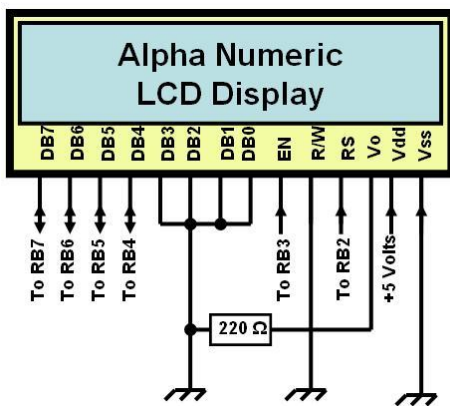 Alpha Numeric
LCD Display
DB7
DB6
DB5
DB4
DB3
DB2
DB1
DB0
EN
R/W
RS
Vo
Vdd
Vss
To RB7
To RB6
To RB5
To RB4
To RB3
To RB2
+5 Volts
220 Ω